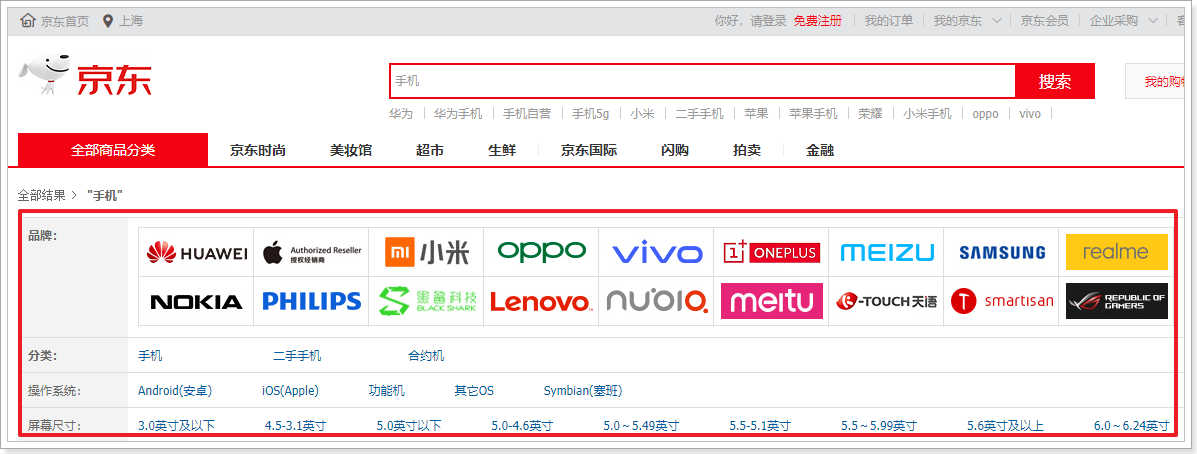 京东首页 上海 你好，请登录 免费注册 我的订单 我的京东 京东会员 企业采购
京东 手机 搜索 我的购
华为 华为手机 手机自营 手机5g 小米 二手手机 苹果 苹果手机 荣耀 小米手机 oppo vivo
全部商品分类 京东时尚 美妆馆 超市 生鲜 京东国际 闪购 拍卖 金融
全部结果 > "手机"
品牌： HUAWEI Authorized Reseller 授权经销商 mi 小米 oppo vivo 1+ ONEPLUS MEIZU SAMSUNG realme
NOKIA PHILIPS 黑鲨科技 BLACK SHARK Lenovo nubia meitu E-TOUCH天语 T smartisan REPUBLIC OF GAMERS
分类： 手机 二手手机 合约机
操作系统： Android(安卓) iOS(Apple) 功能机 其它OS Symbian(塞班)
屏幕尺寸： 3.0英寸及以下 4.5-3.1英寸 5.0英寸以下 5.0-4.6英寸 5.0～5.49英寸 5.5-5.1英寸 5.5～5.99英寸 5.6英寸及以上 6.0～6.24英寸